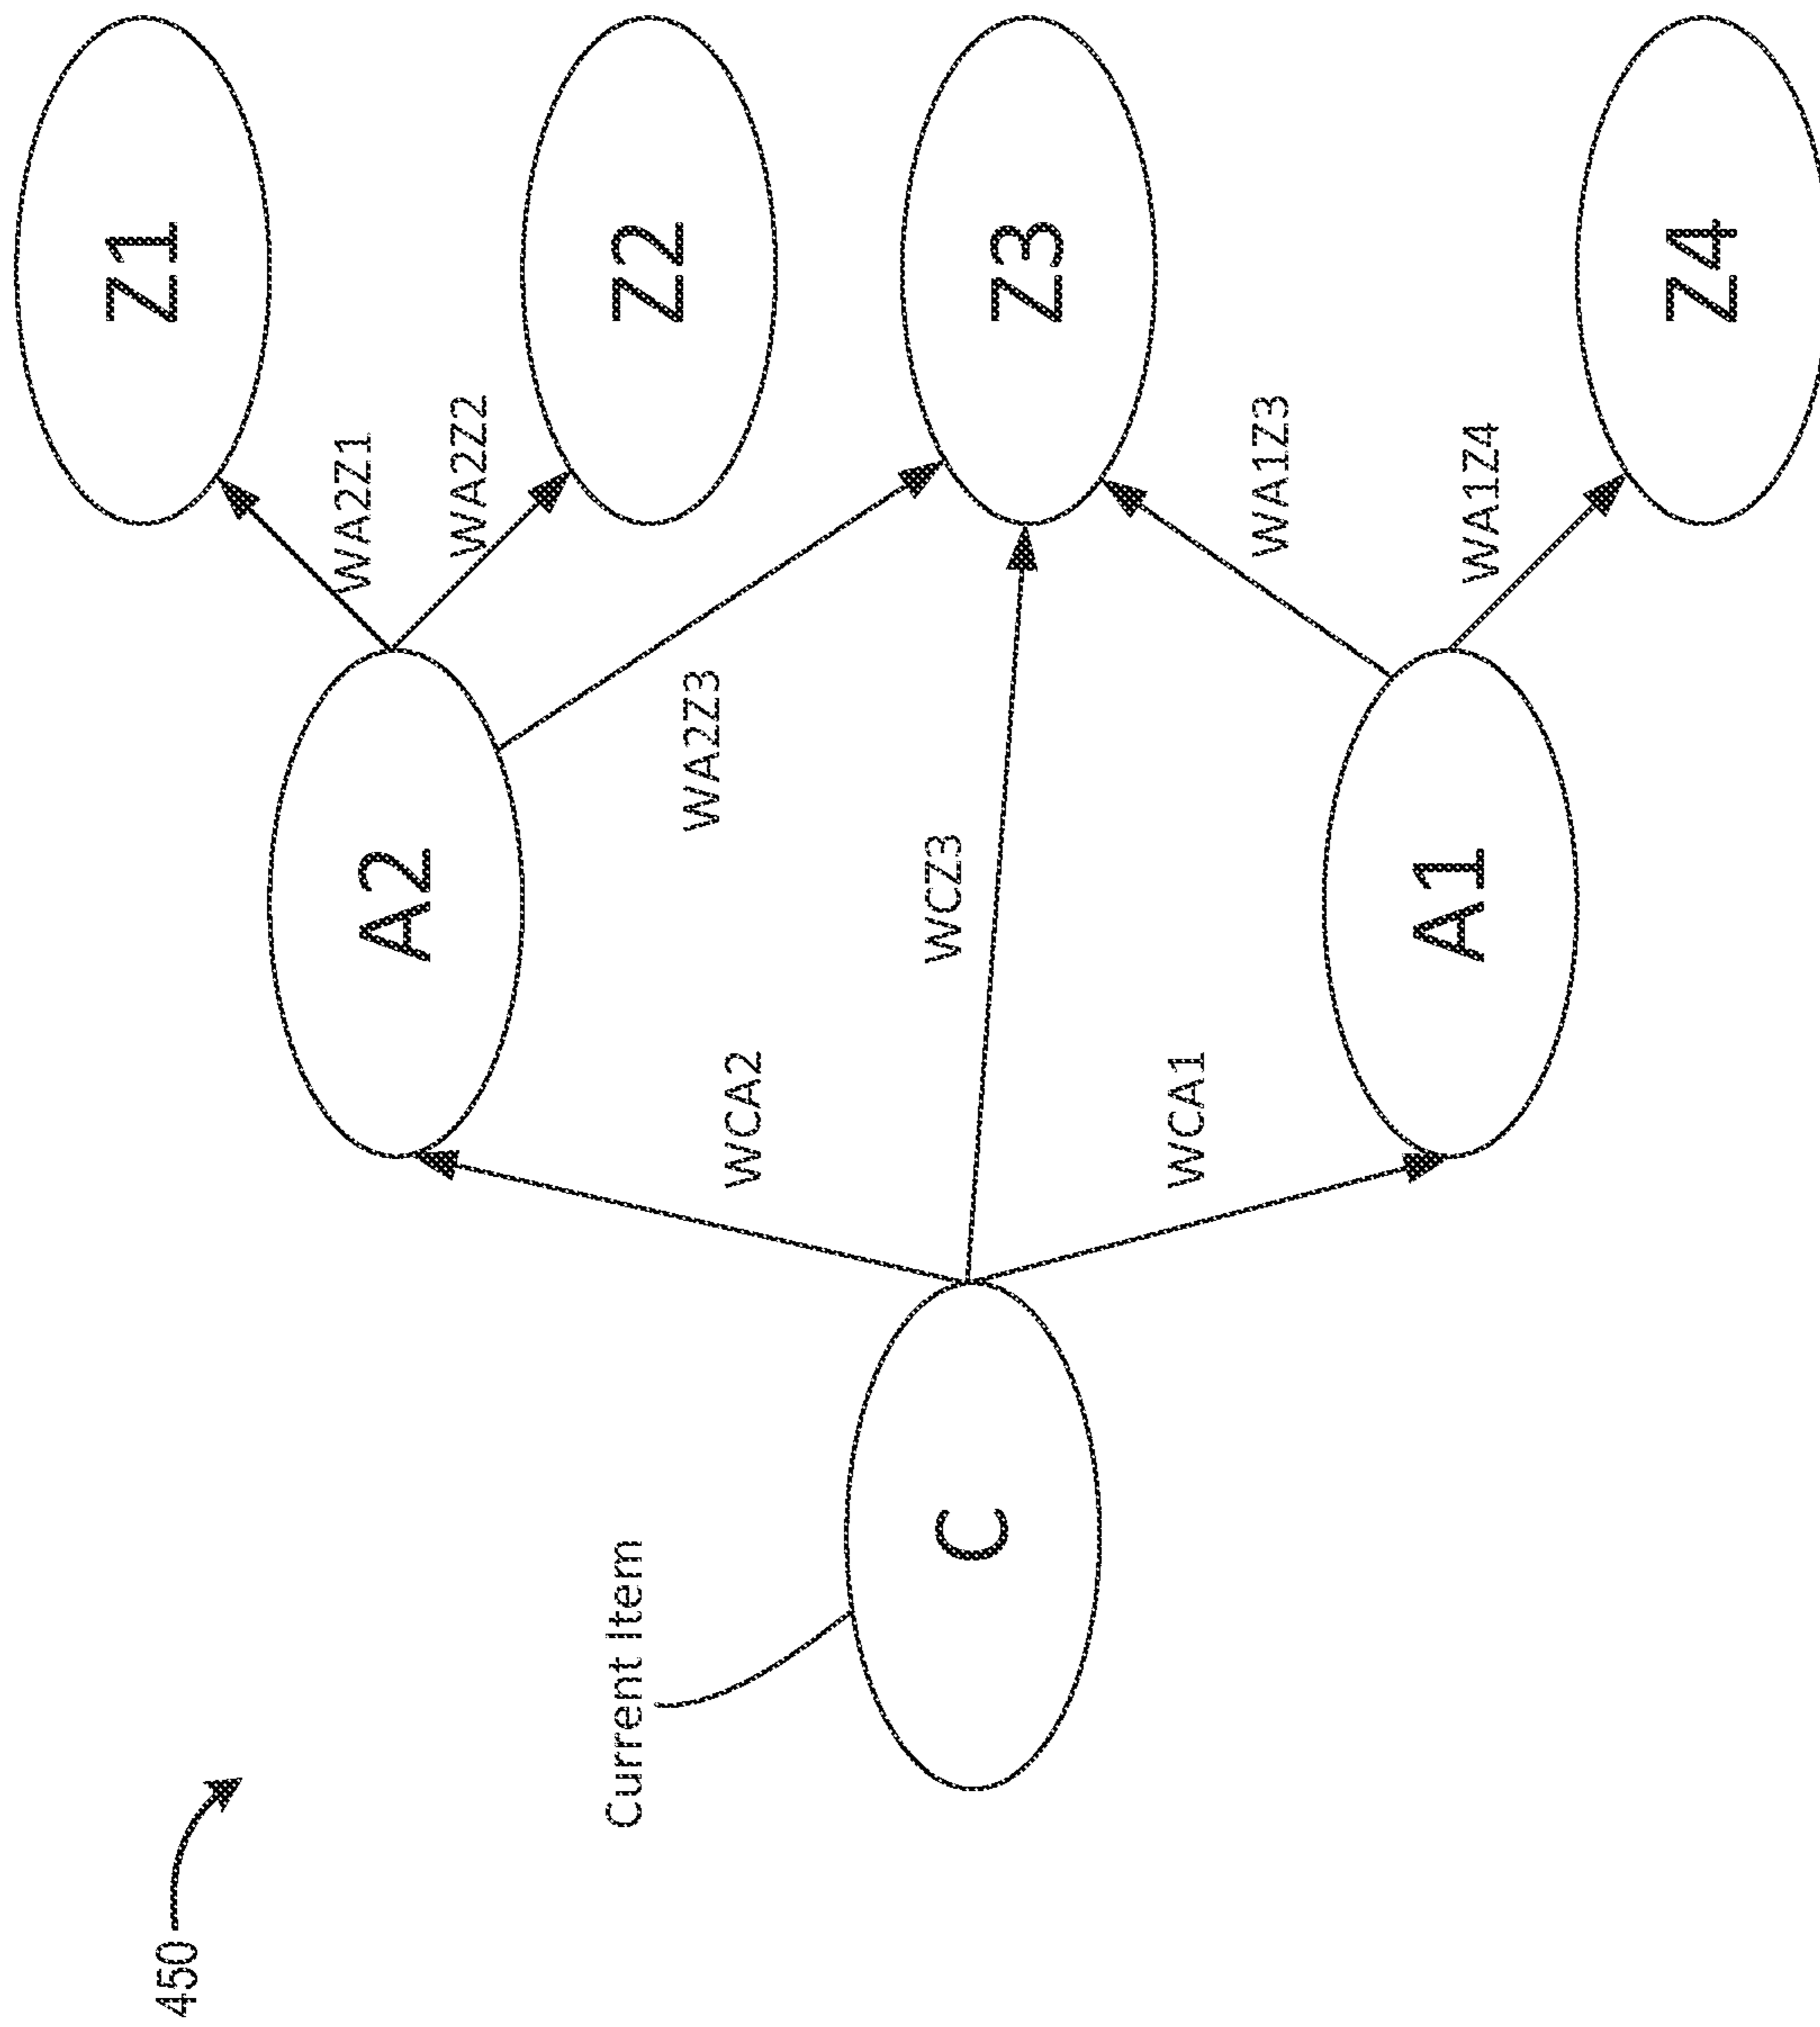 450
Current Item
C
WCA2
WCZ3
WCA1
A2
A1
WA2Z1
WA2Z2
WA2Z3
WA1Z3
WA1Z4
Z1
Z2
Z3
Z4